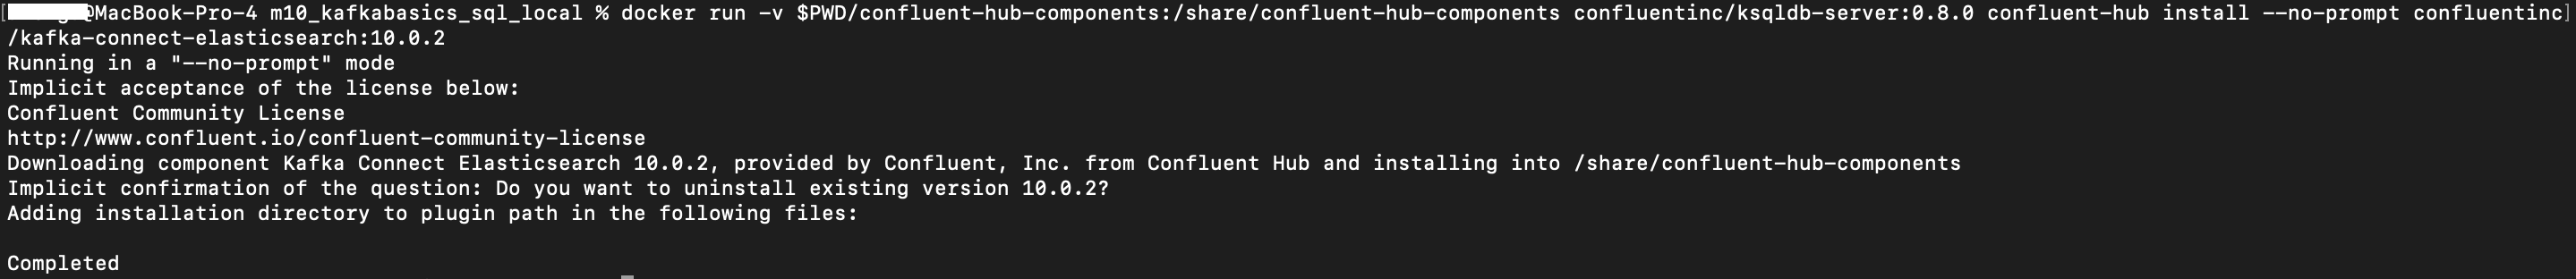 @MacBook-Pro-4 m10_kafkabasics_sql_local % docker run -v $PWD/confluent-hub-components:/share/confluent-hub-components confluentinc/ksqldb-server:0.8.0 confluent-hub install --no-prompt confluentinc
/kafka-connect-elasticsearch:10.0.2
Running in a "--no-prompt" mode
Implicit acceptance of the license below:
Confluent Community License
http://www.confluent.io/confluent-community-license
Downloading component Kafka Connect Elasticsearch 10.0.2, provided by Confluent, Inc. from Confluent Hub and installing into /share/confluent-hub-components
Implicit confirmation of the question: Do you want to uninstall existing version 10.0.2?
Adding installation directory to plugin path in the following files:
Completed